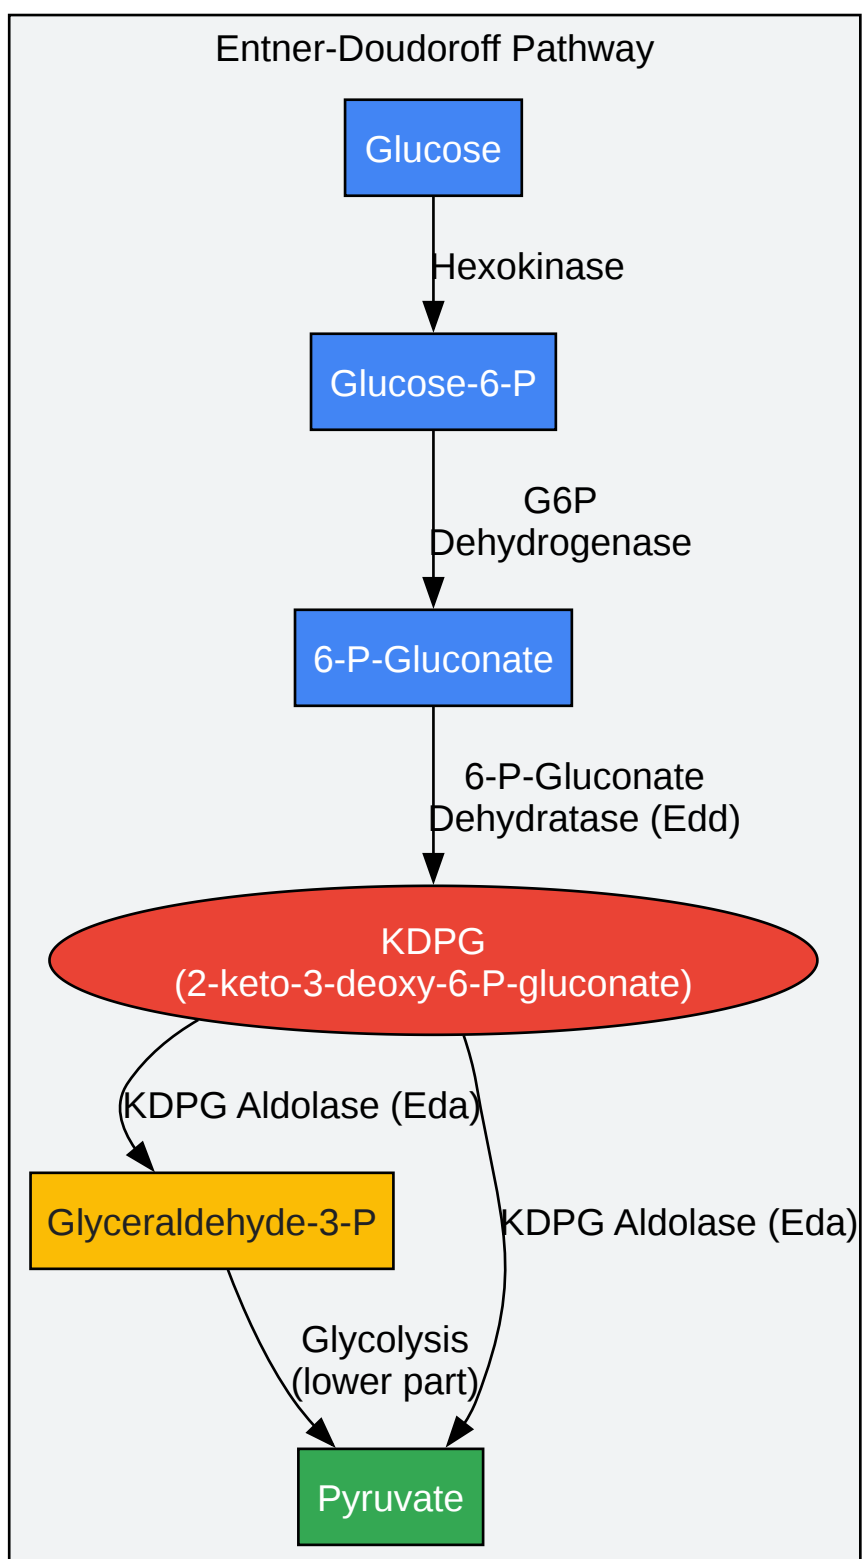 Entner-Doudoroff Pathway
Glucose
Hexokinase
Glucose-6-P
G6P
Dehydrogenase
6-P-Gluconate
6-P-Gluconate
Dehydratase (Edd)
KDPG
(2-keto-3-deoxy-6-P-gluconate)
KDPG Aldolase (Eda)
Glyceraldehyde-3-P
KDPG Aldolase (Eda)
Glycolysis
(lower part)
Pyruvate